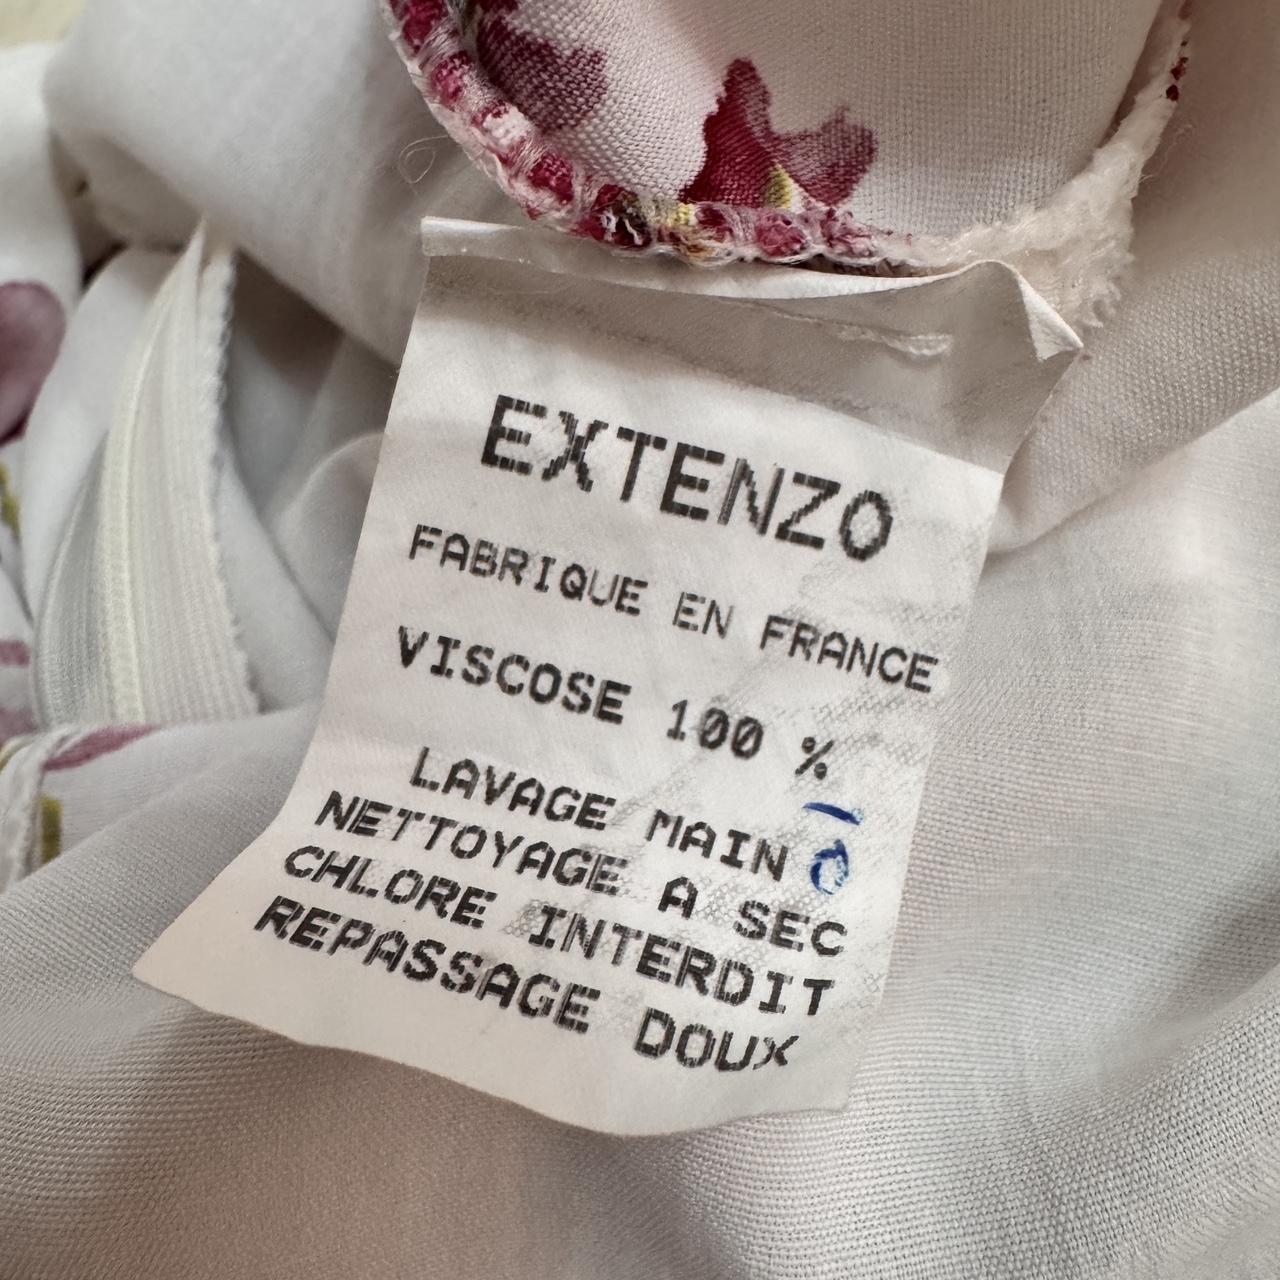 EXTENZO
FABRIQUE EN FRANCE
VISCOSE 100 %
LAVAGE MAIN
NETTOYAGE A SEC
CHLORE INTERDIT
REPASSAGE DOUX